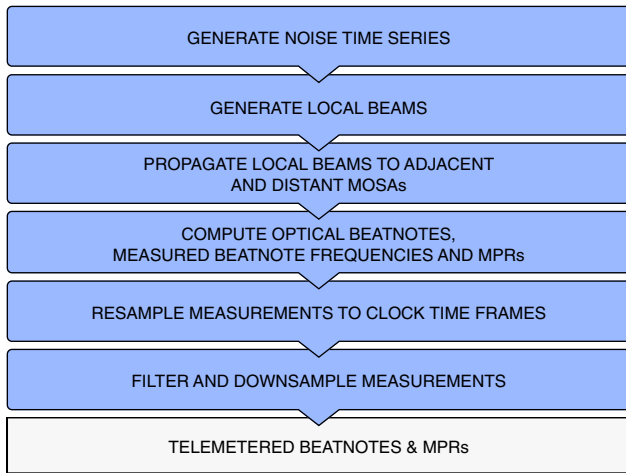 GENERATE NOISE TIME SERIES
GENERATE LOCAL BEAMS
PROPAGATE LOCAL BEAMS TO ADJACENT
AND DISTANT MOSAs
COMPUTE OPTICAL BEATNOTES,
MEASURED BEATNOTE FREQUENCIES AND MPRs
RESAMPLE MEASUREMENTS TO CLOCK TIME FRAMES
FILTER AND DOWNSAMPLE MEASUREMENTS
TELEMETERED BEATNOTES & MPRs